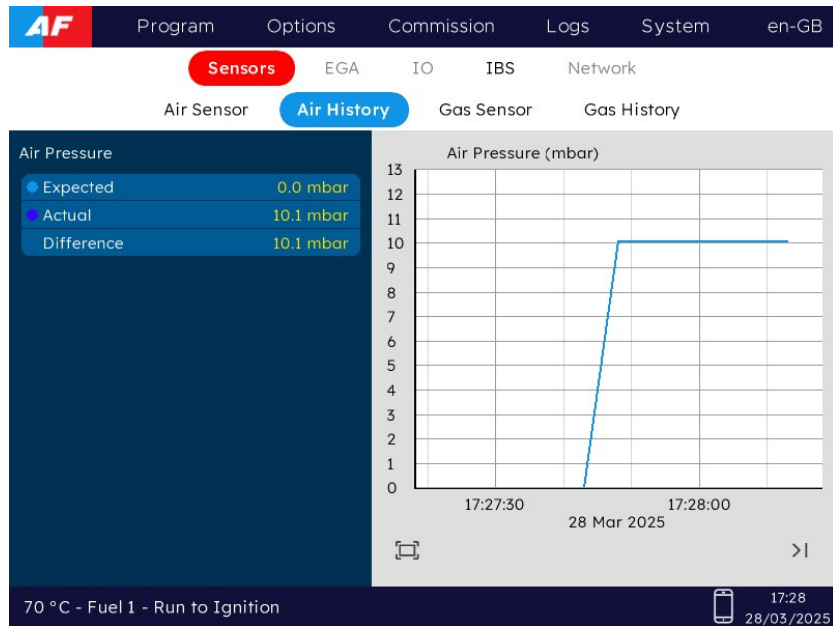 AF Program Options Commission Logs System en-GB
Sensors EGA IO IBS Network
Air Sensor Air History Gas Sensor Gas History
Air Pressure
Expected 0.0 mbar
Actual 10.1 mbar
Difference 10.1 mbar
Air Pressure (mbar)
13
12
11
10
9
8
7
6
5
4
3
2
1
0
17:27:30 17:28:00
28 Mar 2025
70 °C - Fuel 1 - Run to Ignition
17:28
28/03/2025